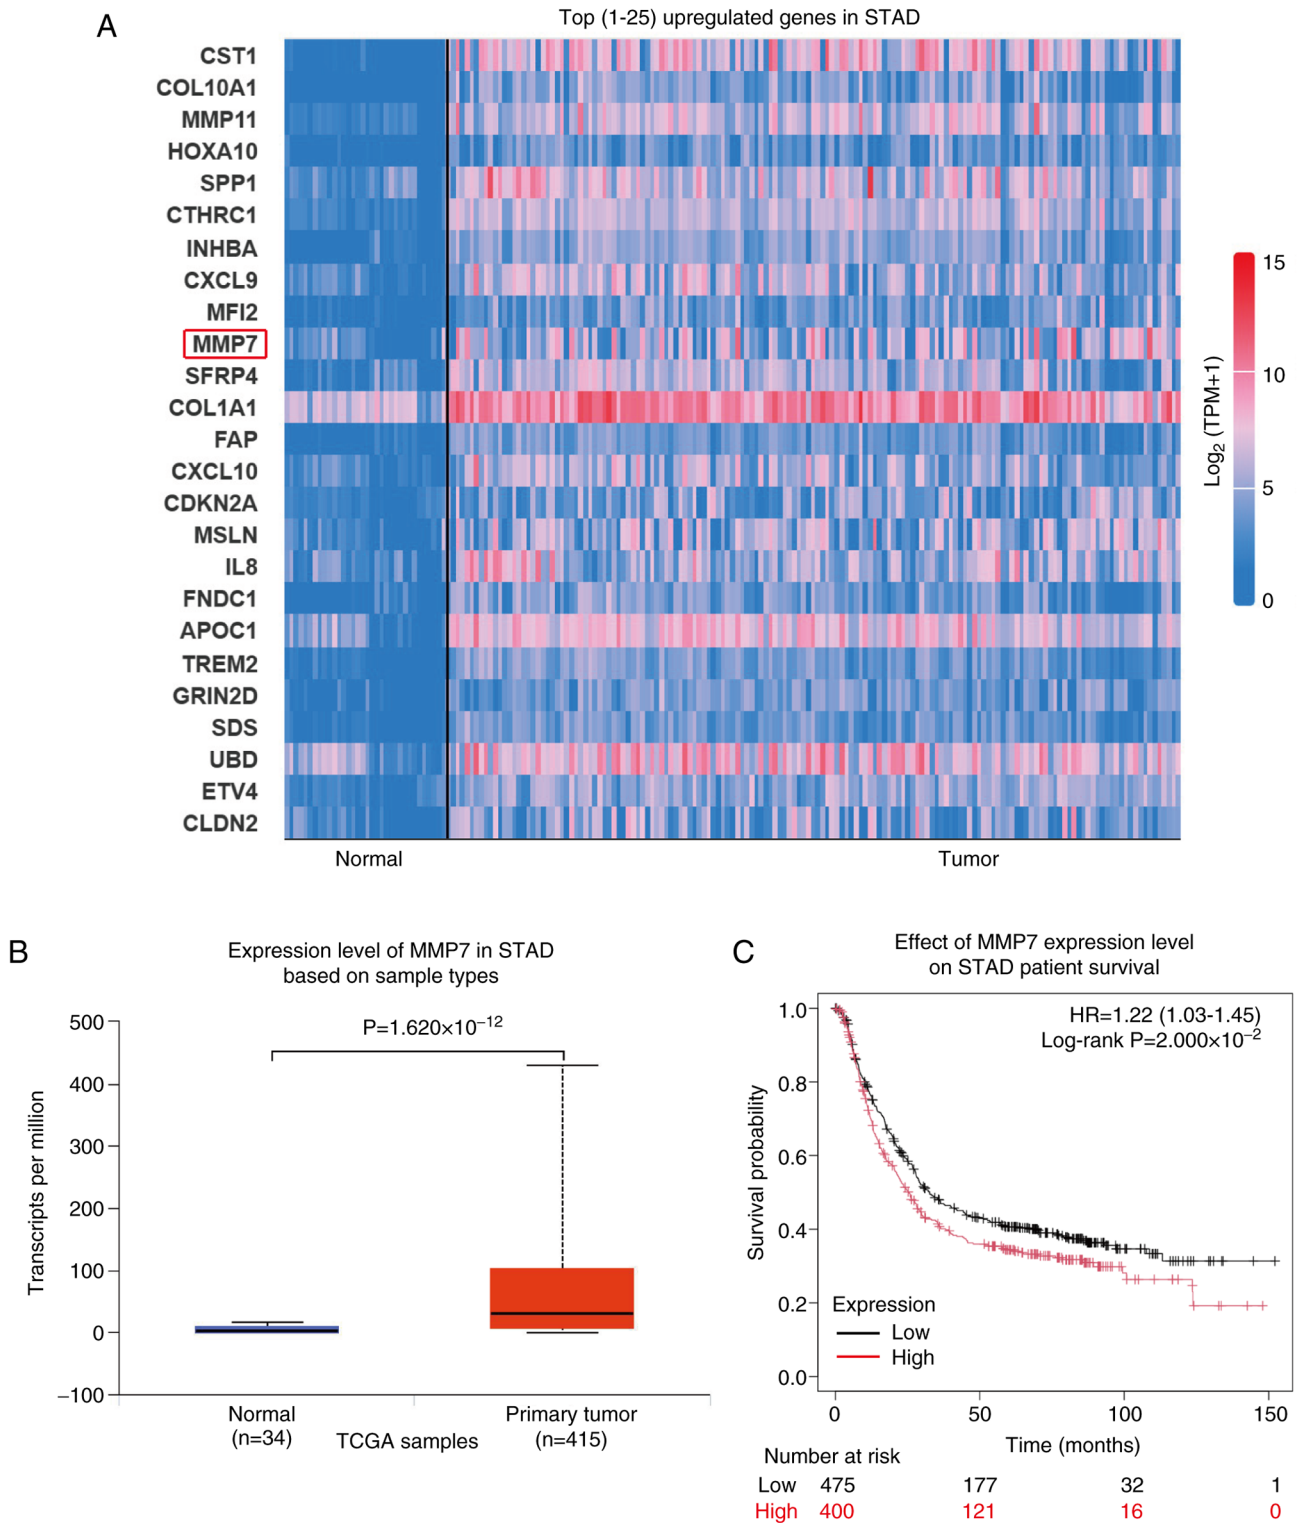 A
Top (1-25) upregulated genes in STAD
CST1
COL10A1
MMP11
HOXA10
SPP1
CTHRC1
INHBA
CXCL9
MFI2
MMP7
SFRP4
COL1A1
FAP
CXCL10
CDKN2A
MSLN
IL8
FNDC1
APOC1
TREM2
GRIN2D
SDS
UBD
ETV4
CLDN2
Normal
Tumor
15
10
5
0
Log₂ (TPM+1)
B
Expression level of MMP7 in STAD
based on sample types
P=1.620×10⁻¹²
500
400
300
200
100
0
−100
Transcripts per million
Normal
(n=34)
TCGA samples
Primary tumor
(n=415)
C
Effect of MMP7 expression level
on STAD patient survival
HR=1.22 (1.03-1.45)
Log-rank P=2.000×10⁻²
1.0
0.8
0.6
0.4
0.2
0.0
Survival probability
Expression
Low
High
0 50 100 150
Time (months)
Number at risk
Low 475 177 32 1
High 400 121 16 0